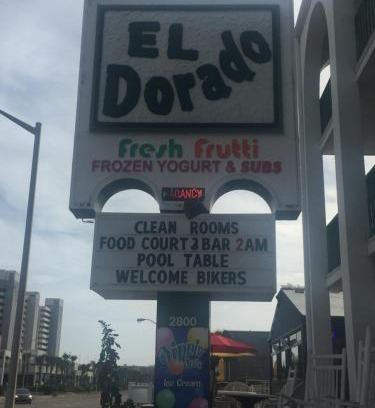 EL
Dorado
Fresh Frutti
FROZEN YOGURT & SUBS
VACANCY
CLEAN ROOMS
FOOD COURT & BAR 2AM
POOL TABLE
WELCOME BIKERS
2800
Ice Cream